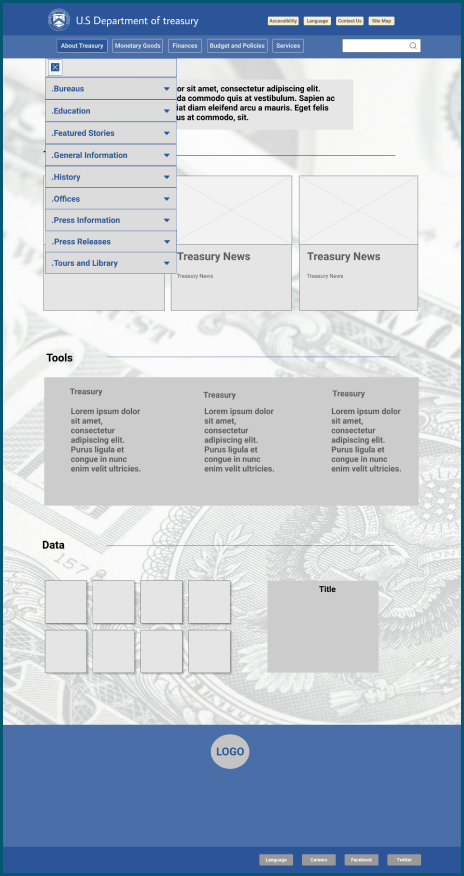 U.S Department of treasury
Accessibility
Language
Contact Us
Site Map
About Treasury
Monetary Goods
Finances
Budget and Policies
Services
.Bureaus
.Education
.Featured Stories
.General Information
.History
.Offices
.Press Information
.Press Releases
.Tours and Library
or sit amet, consectetur adipiscing elit.
da commodo quis at vestibulum. Sapien ac
iat diam eleifend arcu a mauris. Eget felis
us at commodo, sit.
Treasury News
Treasury News
Treasury News
Treasury News
Tools
Treasury
Lorem ipsum dolor
sit amet,
consectetur
adipiscing elit.
Purus ligula et
congue in nunc
enim velit ultricies.
Treasury
Lorem ipsum dolor
sit amet,
consectetur
adipiscing elit.
Purus ligula et
congue in nunc
enim velit ultricies.
Treasury
Lorem ipsum dolor
sit amet,
consectetur
adipiscing elit.
Purus ligula et
congue in nunc
enim velit ultricies.
Data
Title
LOGO
Language
Careers
Facebook
Twitter